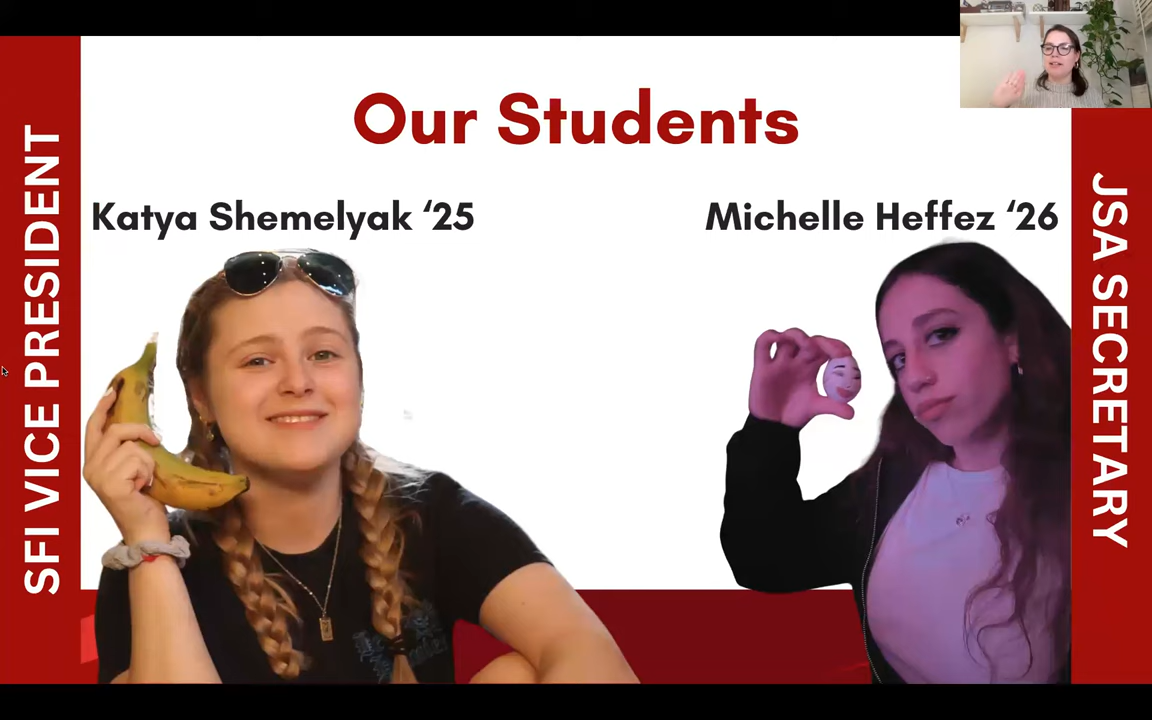 Our Students
SFI VICE PRESIDENT
Katya Shemelyak ‘25
Michelle Heffez ‘26
JSA SECRETARY